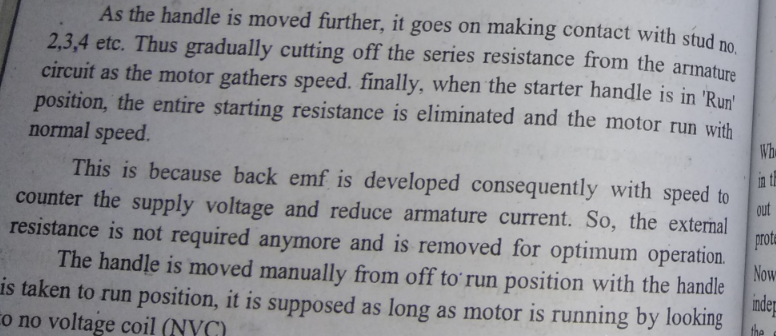 As the handle is moved further, it goes on making contact with stud no.
2,3,4 etc. Thus gradually cutting off the series resistance from the armature
circuit as the motor gathers speed. finally, when the starter handle is in 'Run'
position, the entire starting resistance is eliminated and the motor run with
normal speed.
This is because back emf is developed consequently with speed to
counter the supply voltage and reduce armature current. So, the external
resistance is not required anymore and is removed for optimum operation.
The handle is moved manually from off to run position with the handle
is taken to run position, it is supposed as long as motor is running by looking
to no voltage coil (NVC)
in
out
Now
the